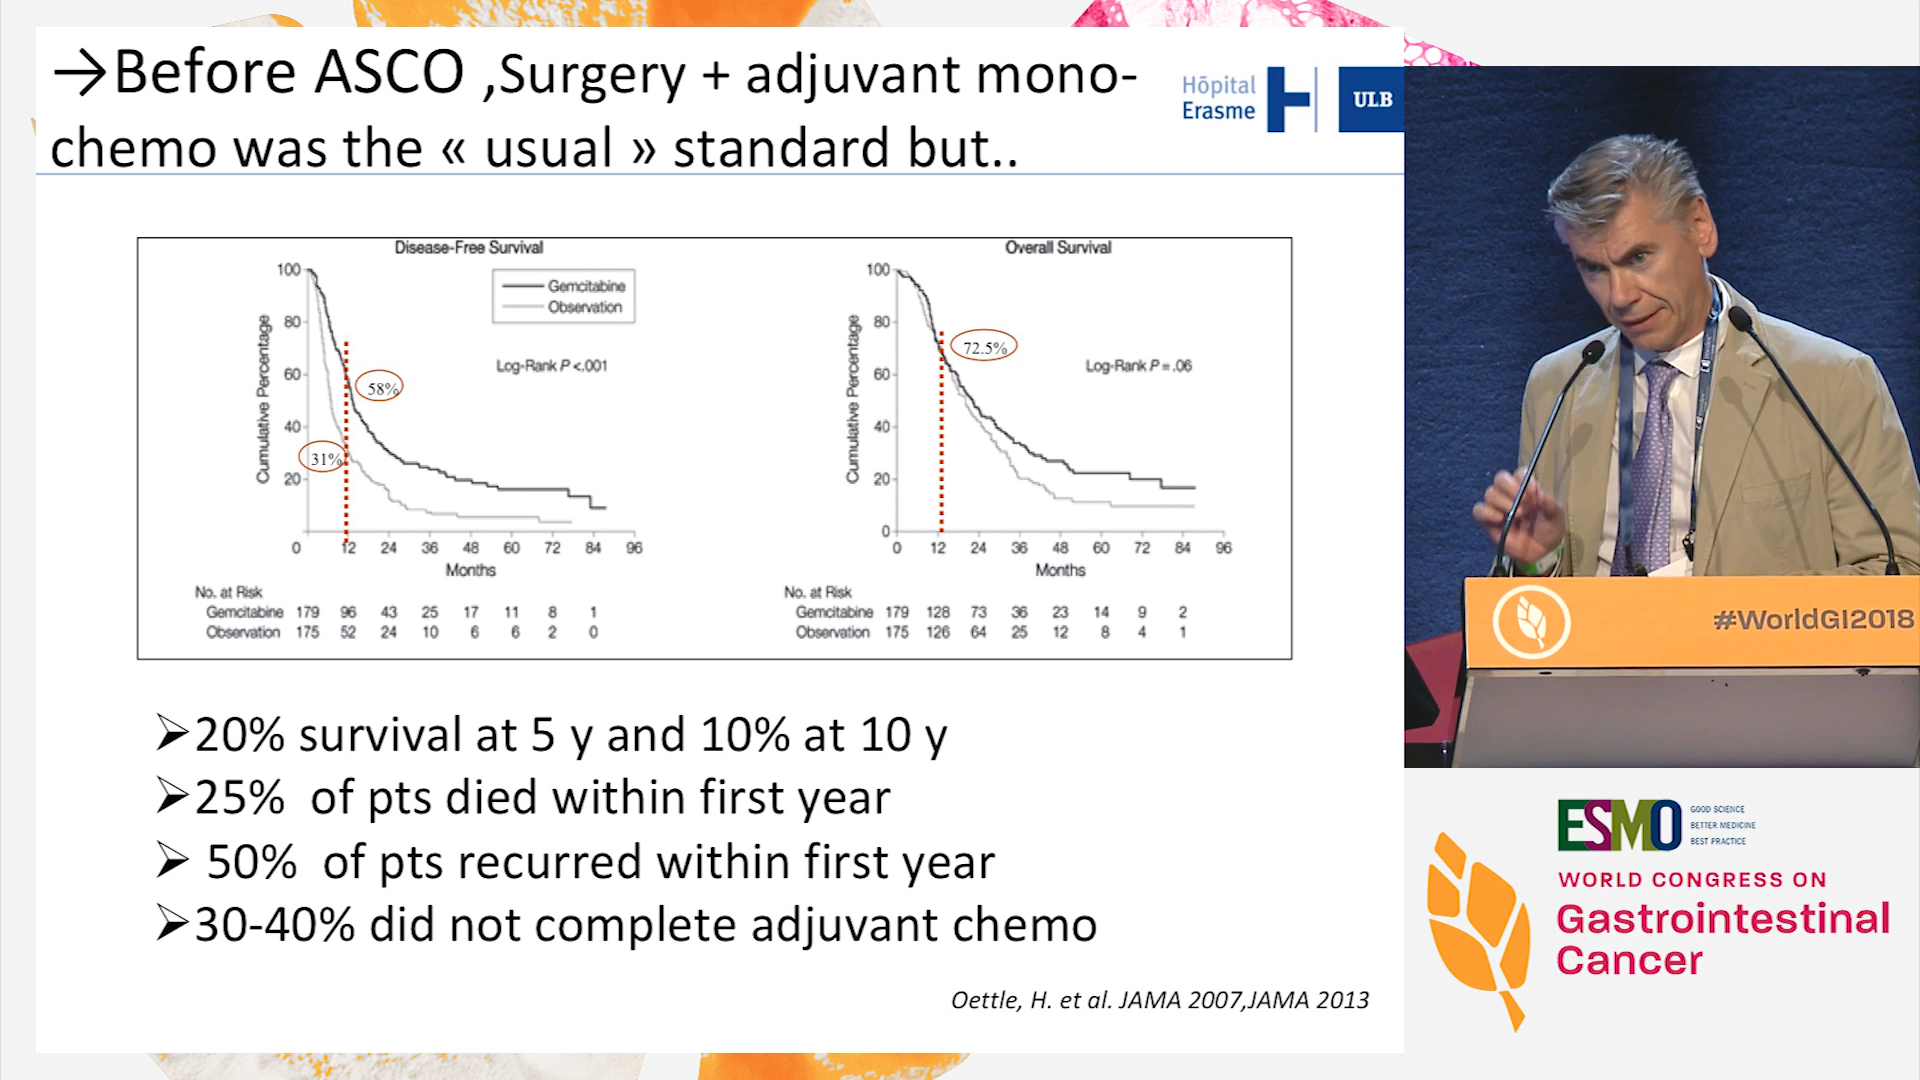 →Before ASCO ,Surgery + adjuvant mono-
chemo was the « usual » standard but..
Hôpital
Erasme
ULB
Disease-Free Survival
100
80
60
40
20
Cumulative Percentage
Gemcitabine
Observation
Log-Rank P <.001
58%
31%
0 12 24 36 48 60 72 84 96
Months
No. at Risk
Gemcitabine 179 96 43 25 17 11 8 1
Observation 175 52 24 10 6 6 2 0
Overall Survival
100
80
60
40
20
0
Cumulative Percentage
72.5%
Log-Rank P = .06
0 12 24 36 48 60 72 84 96
Months
No. at Risk
Gemcitabine 179 128 73 36 23 14 9 2
Observation 175 126 64 25 12 8 4 1
➢20% survival at 5 y and 10% at 10 y
➢25% of pts died within first year
➢ 50% of pts recurred within first year
➢30-40% did not complete adjuvant chemo
Oettle, H. et al. JAMA 2007,JAMA 2013
#WorldGI2018
ESMO
GOOD SCIENCE
BETTER MEDICINE
BEST PRACTICE
WORLD CONGRESS ON
Gastrointestinal
Cancer